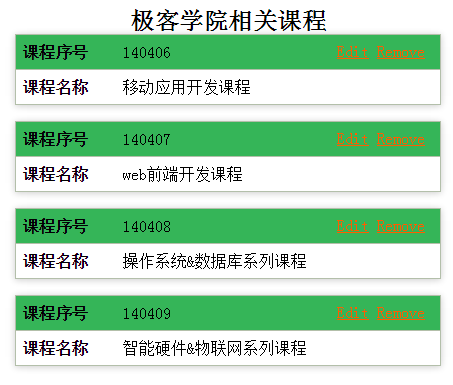 极客学院相关课程
课程序号 140406 Edit Remove
课程名称 移动应用开发课程
课程序号 140407 Edit Remove
课程名称 web前端开发课程
课程序号 140408 Edit Remove
课程名称 操作系统&数据库系列课程
课程序号 140409 Edit Remove
课程名称 智能硬件&物联网系列课程